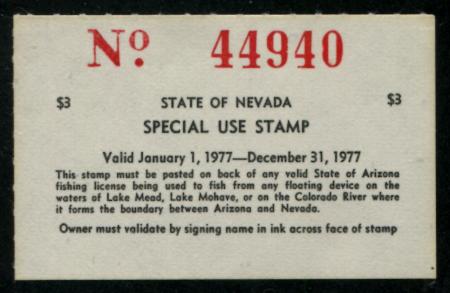 No. 44940
$3 STATE OF NEVADA $3
SPECIAL USE STAMP
Valid January 1, 1977—December 31, 1977
This stamp must be pasted on back of any valid State of Arizona
fishing license being used to fish from any floating device on the
waters of Lake Mead, Lake Mohave, or on the Colorado River where
it forms the boundary between Arizona and Nevada.
Owner must validate by signing name in ink across face of stamp